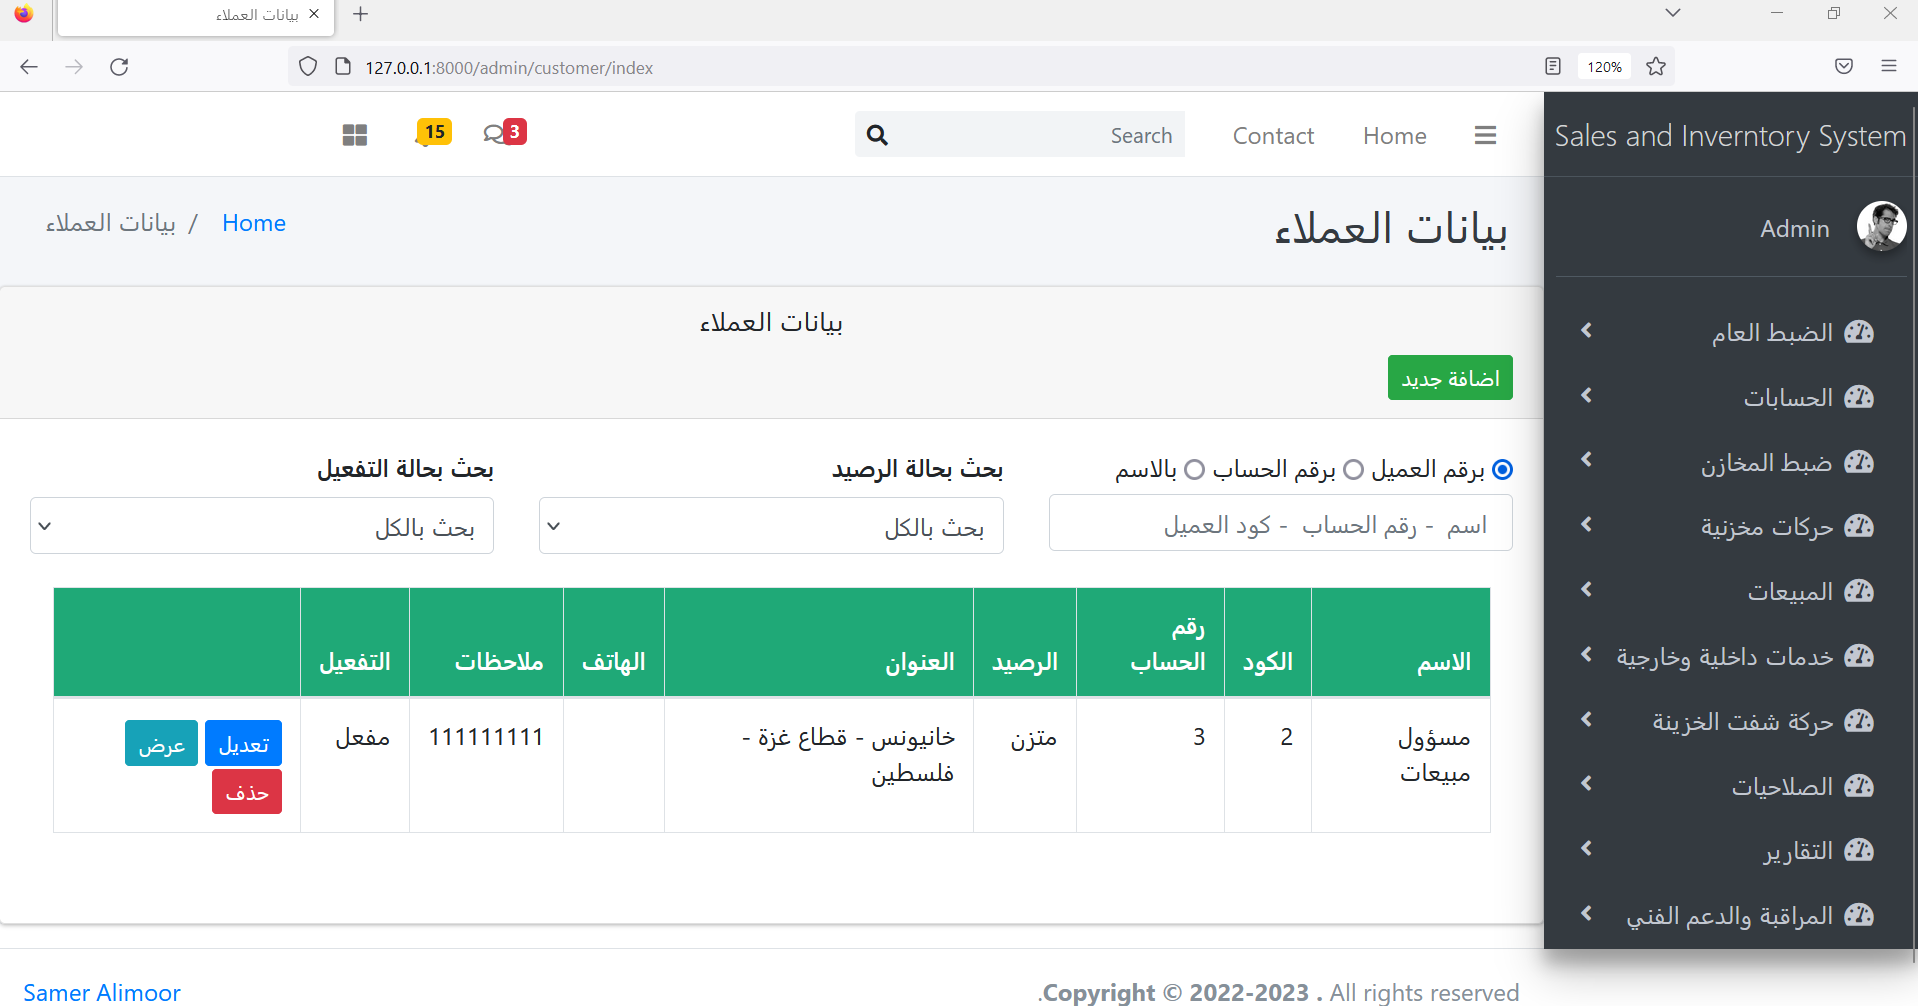 بيانات العملاء
127.0.0.1:8000/admin/customer/index
120%
Sales and Inverntory System
Home
Contact
Search
3
15
Admin
الضبط العام
الحسابات
ضبط المخازن
حركات مخزنية
المبيعات
خدمات داخلية وخارجية
حركة شفت الخزينة
الصلاحيات
التقارير
المراقبة والدعم الفني
بيانات العملاء
Home / بيانات العملاء
بيانات العملاء
اضافة جديد
برقم العميل برقم الحساب بالاسم
اسم - رقم الحساب - كود العميل
بحث بحالة الرصيد
بحث بالكل
بحث بحالة التفعيل
بحث بالكل
الاسم
الكود
رقم
الحساب
الرصيد
العنوان
الهاتف
ملاحظات
التفعيل
مسؤول
مبيعات
2
3
متزن
خانيونس - قطاع غزة -
فلسطين
111111111
مفعل
تعديل
عرض
حذف
.Copyright © 2022-2023 . All rights reserved
Samer Alimoor